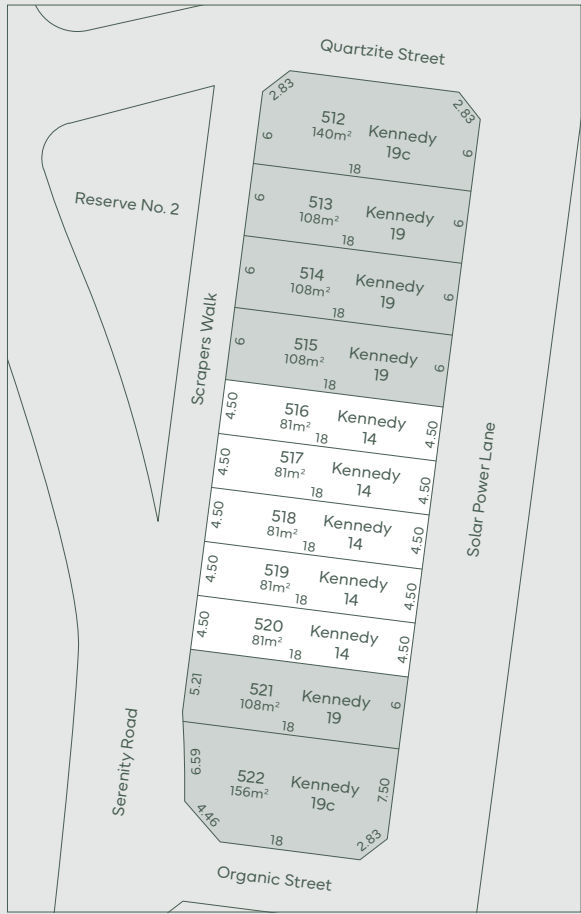 Quartzite Street
2.83
2.83
512
140m²
Kennedy
19c
6
6
18
Reserve No. 2
513
108m²
Kennedy
19
6
6
18
514
108m²
Kennedy
19
6
6
18
Scrapers Walk
515
108m²
Kennedy
19
6
6
18
516
81m²
Kennedy
14
4.50
4.50
18
517
81m²
Kennedy
14
4.50
4.50
18
Solar Power Lane
518
81m²
Kennedy
14
4.50
4.50
18
519
81m²
Kennedy
14
4.50
4.50
18
520
81m²
Kennedy
14
4.50
4.50
18
521
108m²
Kennedy
19
5.21
6
18
Serenity Road
522
156m²
Kennedy
19c
6.59
7.50
4.46
18
2.83
Organic Street